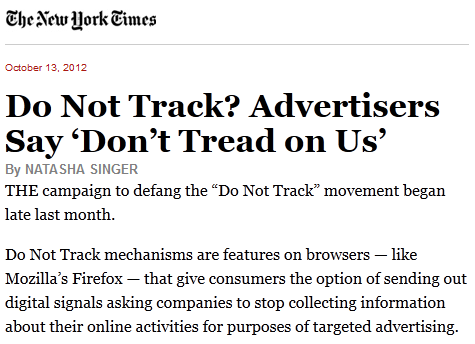 The New York Times
October 13, 2012
Do Not Track? Advertisers
Say ‘Don’t Tread on Us’
By NATASHA SINGER
THE campaign to defang the “Do Not Track” movement began
late last month.
Do Not Track mechanisms are features on browsers — like
Mozilla’s Firefox — that give consumers the option of sending out
digital signals asking companies to stop collecting information
about their online activities for purposes of targeted advertising.